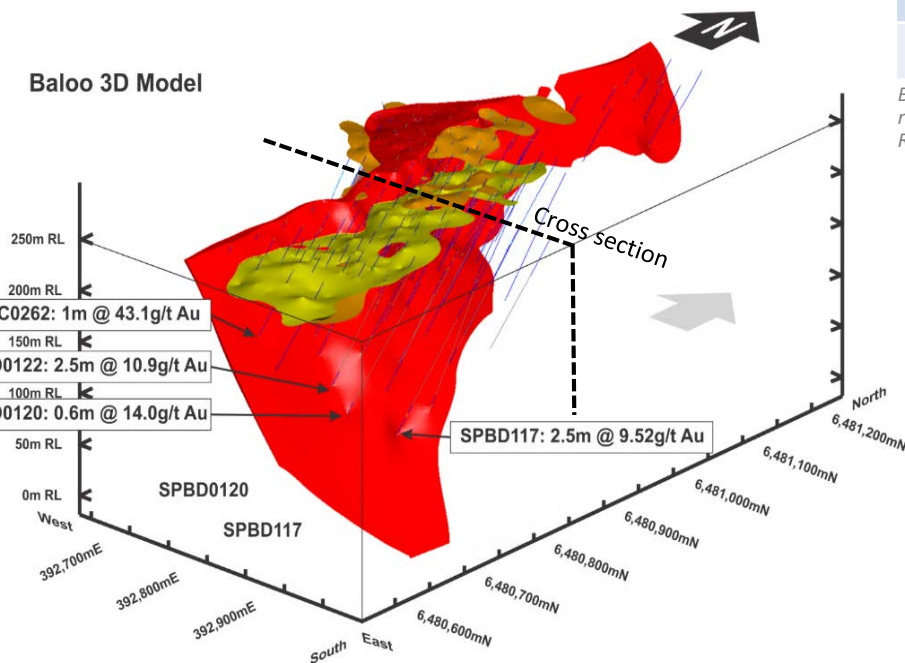 N
Baloo 3D Model
Cross section
250m RL
200m RL
C0262: 1m @ 43.1g/t Au
150m RL
00122: 2.5m @ 10.9g/t Au
100m RL
00120: 0.6m @ 14.0g/t Au
50m RL
SPBD117: 2.5m @ 9.52g/t Au
0m RL
SPBD0120
SPBD117
West
North
392,700mE
392,800mE
392,900mE
South
East
6,480,600mN
6,480,700mN
6,480,800mN
6,480,900mN
6,481,000mN
6,481,100mN
6,481,200mN